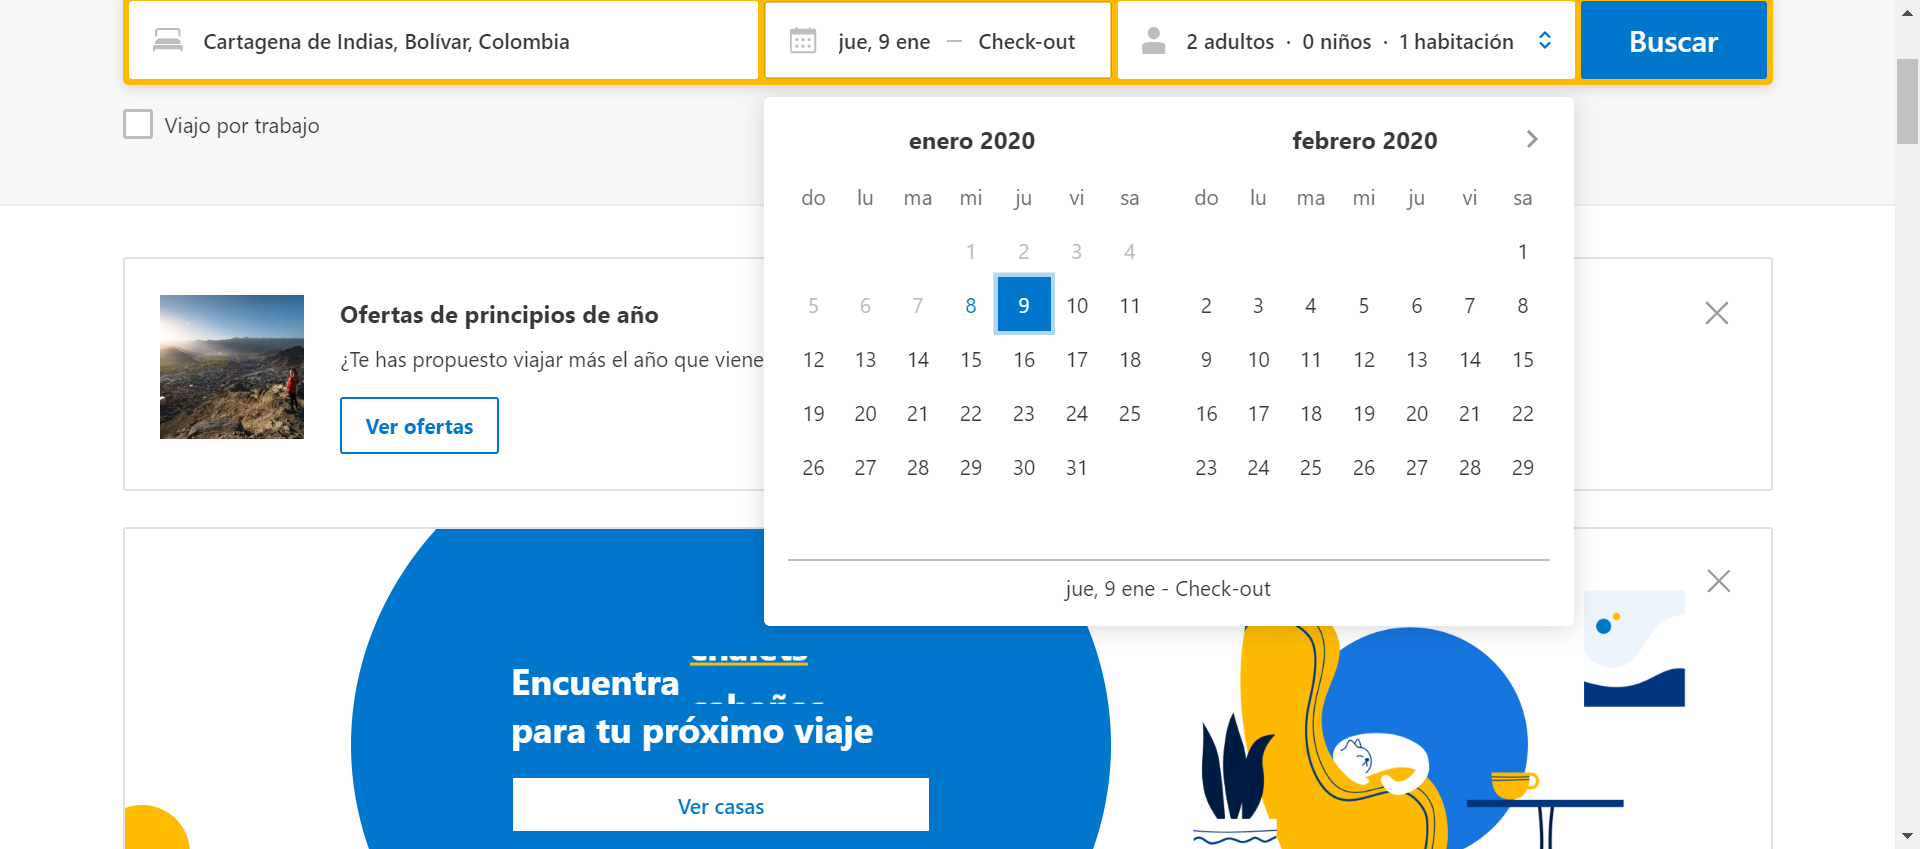 Cartagena de Indias, Bolívar, Colombia
jue, 9 ene — Check-out
2 adultos · 0 niños · 1 habitación
Buscar
Viajo por trabajo
enero 2020
do lu ma mi ju vi sa
1 2 3 4
5 6 7 8 9 10 11
12 13 14 15 16 17 18
19 20 21 22 23 24 25
26 27 28 29 30 31
febrero 2020
do lu ma mi ju vi sa
1
2 3 4 5 6 7 8
9 10 11 12 13 14 15
16 17 18 19 20 21 22
23 24 25 26 27 28 29
jue, 9 ene - Check-out
Ofertas de principios de año
¿Te has propuesto viajar más el año que viene
Ver ofertas
Encuentra
para tu próximo viaje
Ver casas